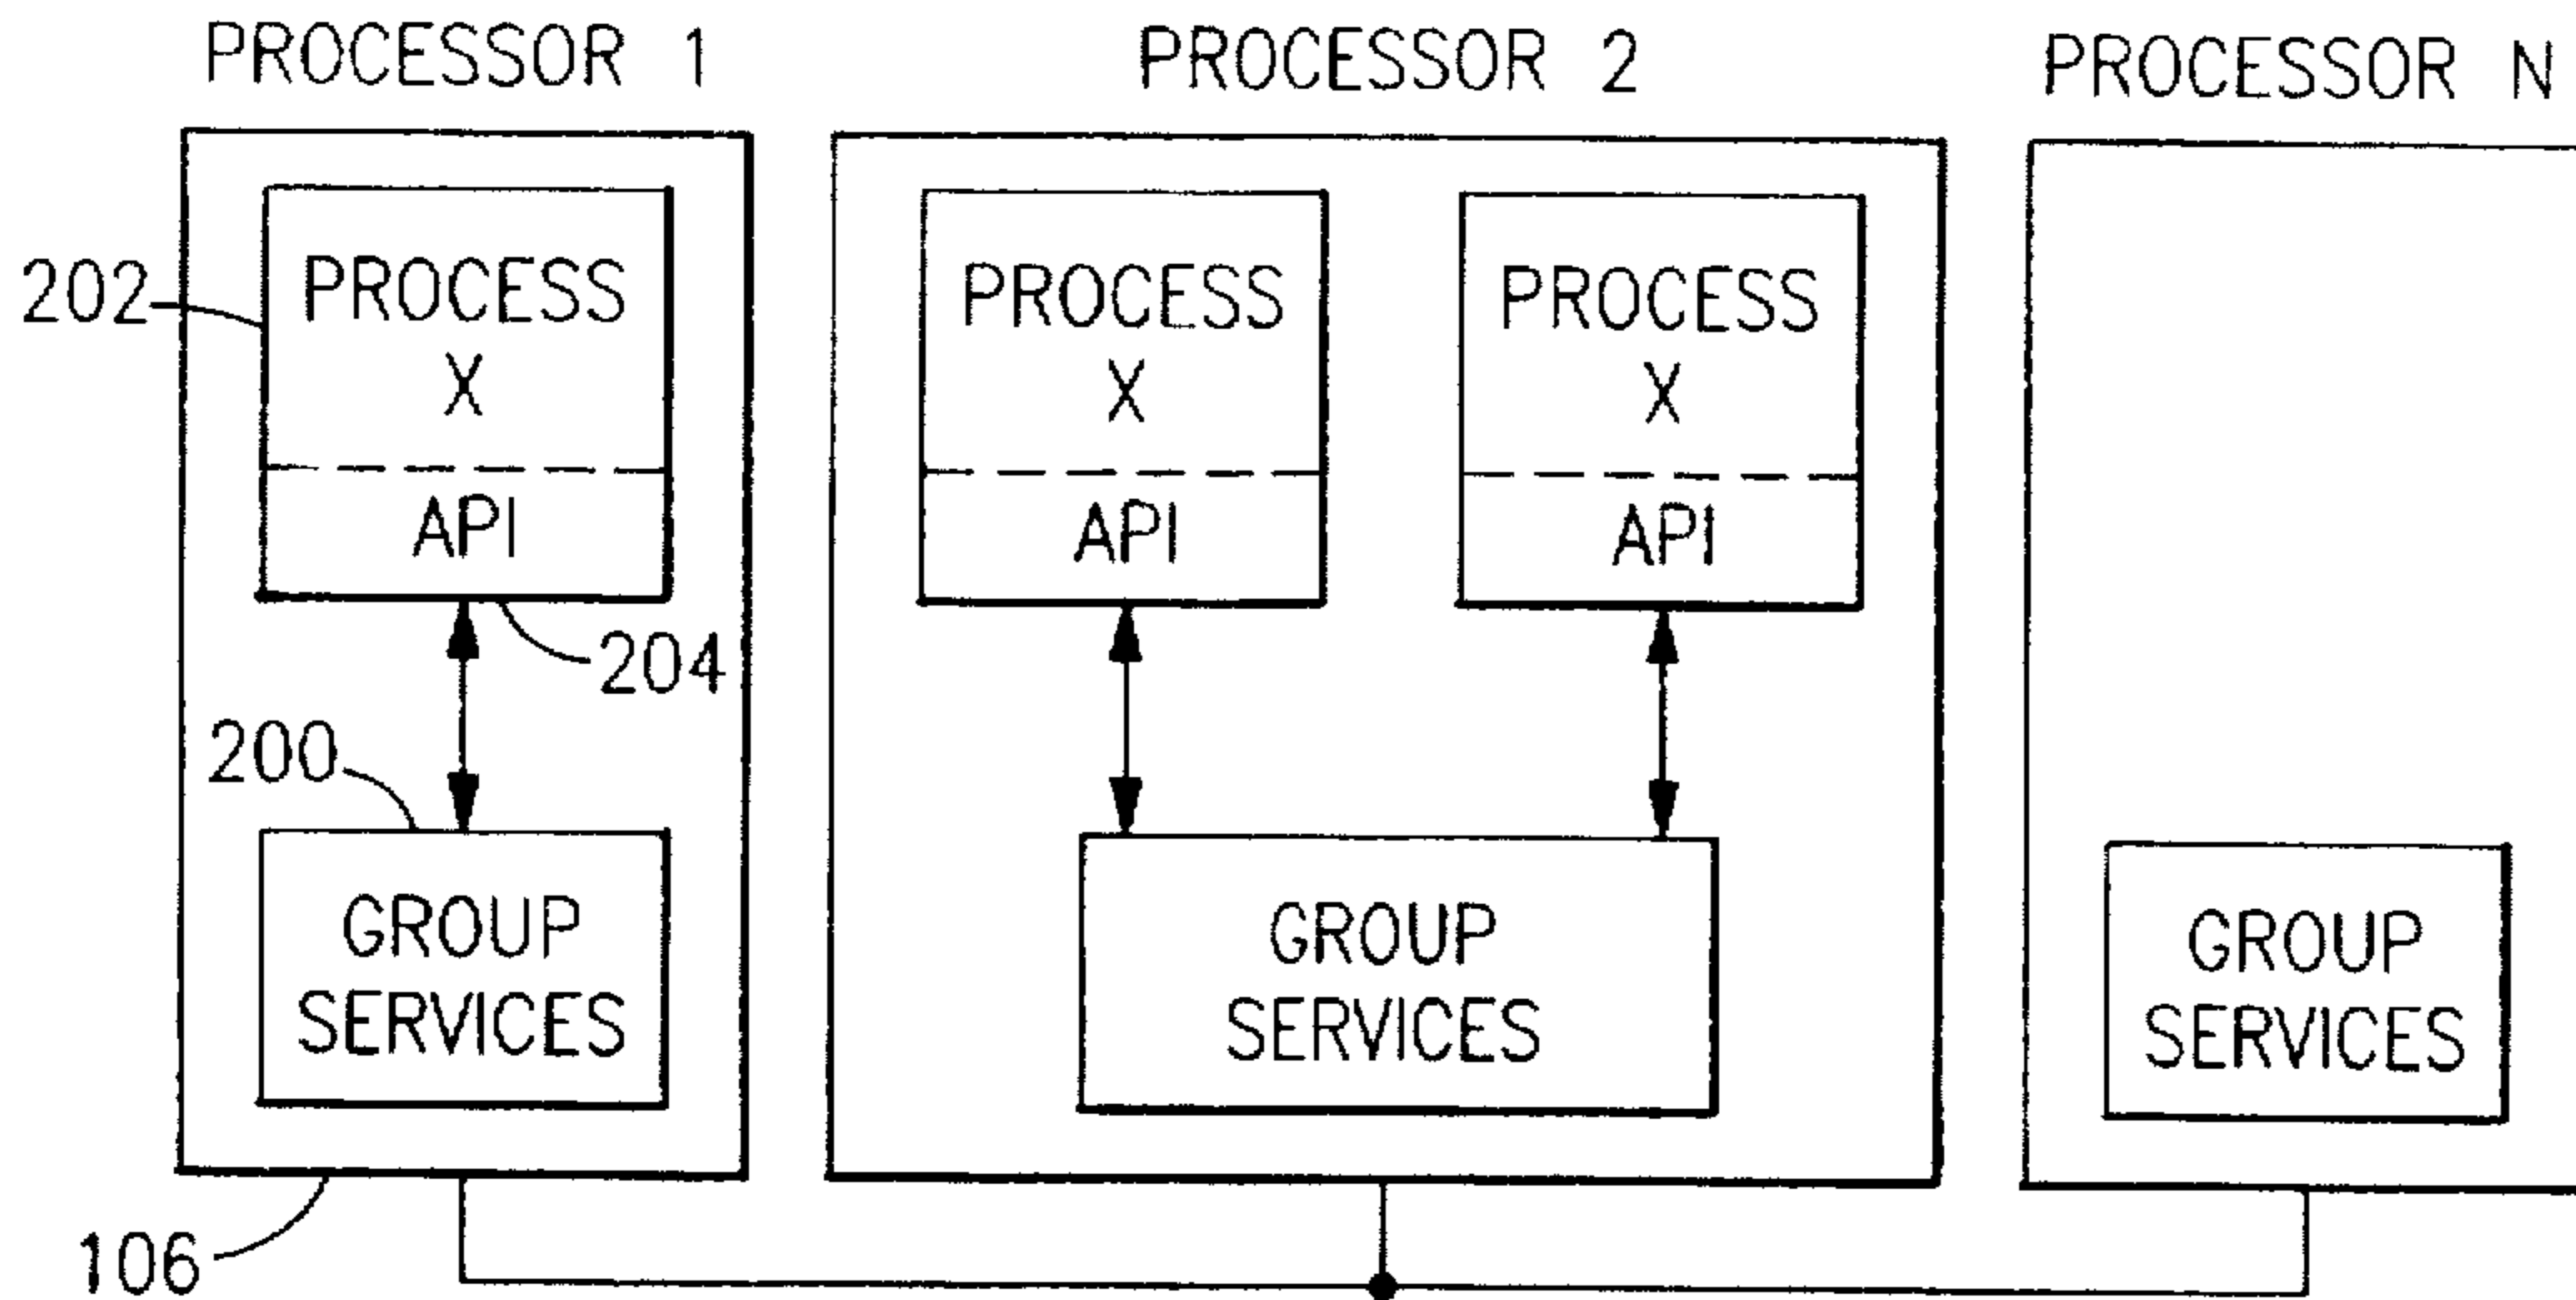 PROCESSOR 1
PROCESSOR 2
PROCESSOR N
202
PROCESS
X
API
PROCESS
X
API
PROCESS
X
API
204
200
GROUP
SERVICES
GROUP
SERVICES
GROUP
SERVICES
106